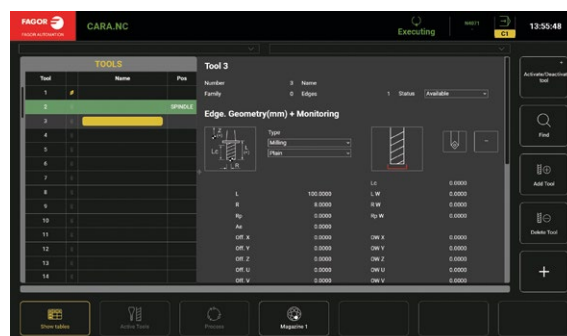 FAGOR
FAGOR AUTOMATION
CARA.NC
Executing
C1
13:55:48
TOOLS
Tool Name Pos
1
2 SPINDLE
3
4
5
6
7
8
9
10
11
12
13
14
Tool 3
Number 3 Name
Family 0 Edges 1 Status Available
Edge. Geometry(mm) + Monitoring
Type
Milling
Plain
Lc
L
L R
Lc 0.0000
L 100.0000 L W 0.0000
R 8.0000 R W 0.0000
Rp 0.0000 Rp W 0.0000
Aa 0.0000
Off. X 0.0000 OW X 0.0000
Off. Y 0.0000 OW Y 0.0000
Off. Z 0.0000 OW Z 0.0000
Off. U 0.0000 OW U 0.0000
Off. V 0.0000 OW V 0.0000
Activate/Deactivat
tool
Find
Add Tool
Delete Tool
Show tables
Active Tools
Process
Magazine 1